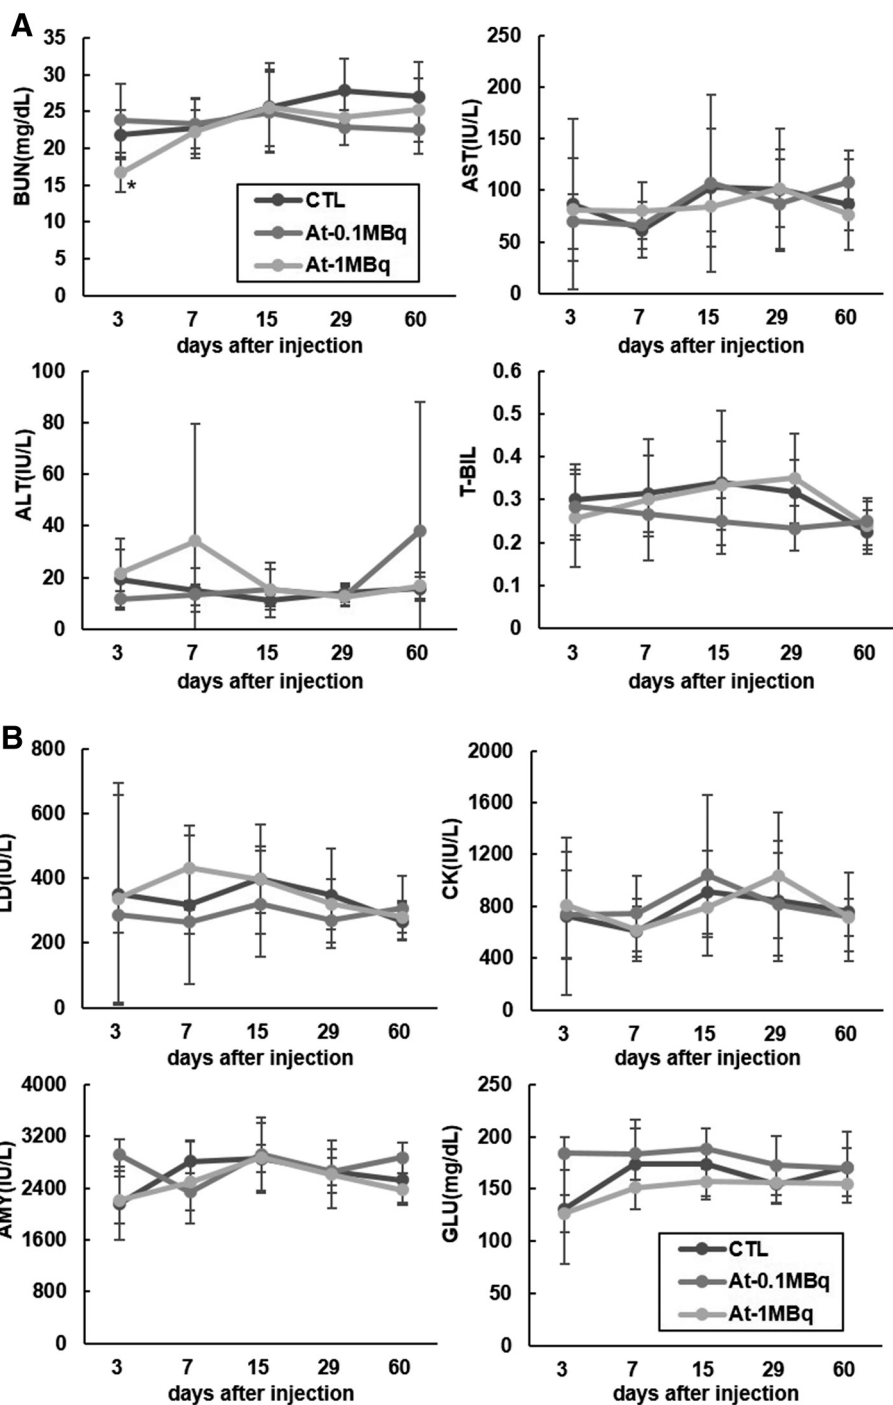 A
BUN(mg/dL)
35
30
25
20
15
10
5
0
*
CTL
At-0.1MBq
At-1MBq
3 7 15 29 60
days after injection
AST(IU/L)
250
200
150
100
50
0
3 7 15 29 60
days after injection
ALT(IU/L)
100
80
60
40
20
0
3 7 15 29 60
days after injection
T-BIL
0.6
0.5
0.4
0.3
0.2
0.1
0
3 7 15 29 60
days after injection
B
LD(IU/L)
800
600
400
200
0
3 7 15 29 60
days after injection
CK(IU/L)
2000
1600
1200
800
400
0
3 7 15 29 60
days after injection
AMY(IU/L)
4000
3200
2400
1600
800
0
3 7 15 29 60
days after injection
GLU(mg/dL)
250
200
150
100
50
0
CTL
At-0.1MBq
At-1MBq
3 7 15 29 60
days after injection